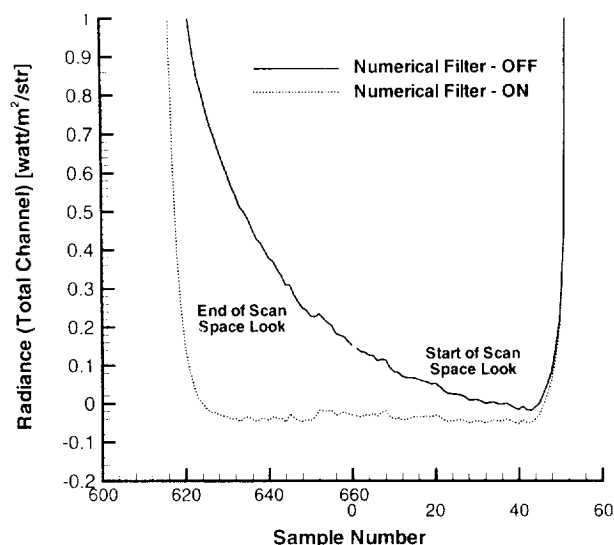 1
0.9
0.8
0.7
0.6
0.5
0.4
0.3
0.2
0.1
0
-0.1
-0.2
Radiance (Total Channel) [watt/m²/str]
Numerical Filter - OFF
Numerical Filter - ON
End of Scan
Space Look
Start of Scan
Space Look
600 620 640 660 20 40 60
0
Sample Number